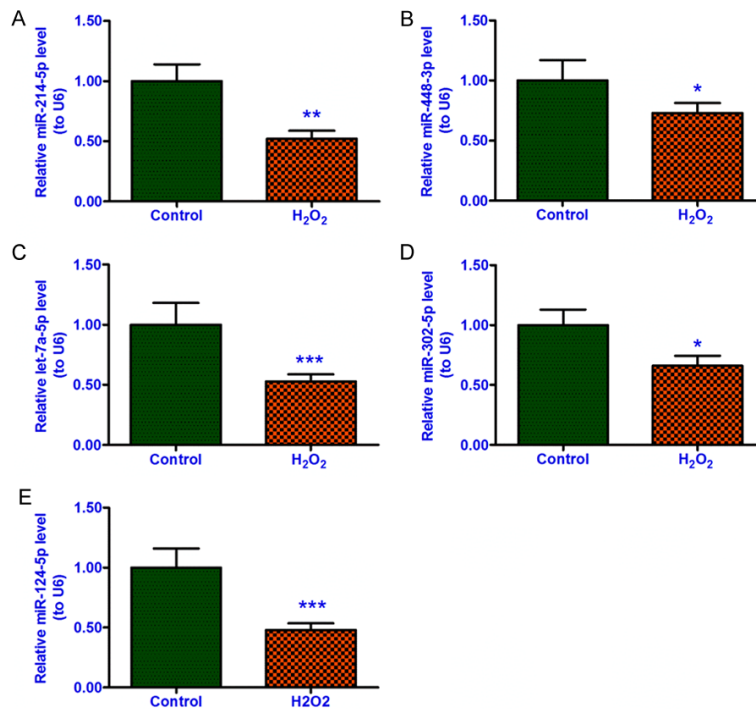 A
Relative miR-214-5p level
(to U6)
1.50
1.00
0.50
0.00
**
Control
H₂O₂
B
Relative miR-448-3p level
(to U6)
1.50
1.00
0.50
0.00
*
Control
H₂O₂
C
Relative let-7a-5p level
(to U6)
1.50
1.00
0.50
0.00
***
Control
H₂O₂
D
Relative miR-302-5p level
(to U6)
1.50
1.00
0.50
0.00
*
Control
H₂O₂
E
Relative miR-124-5p level
(to U6)
1.50
1.00
0.50
0.00
***
Control
H2O2